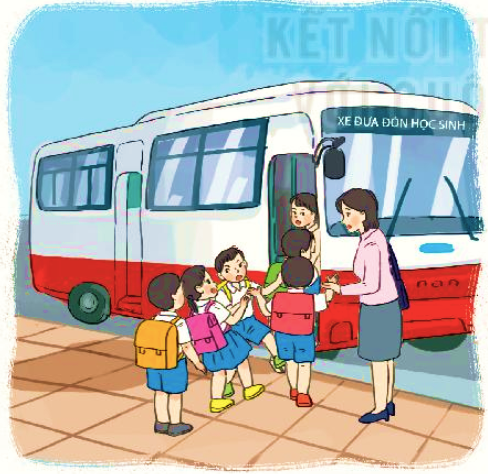 KẾT NỐI T
XE ĐƯA ĐÓN HỌC SINH